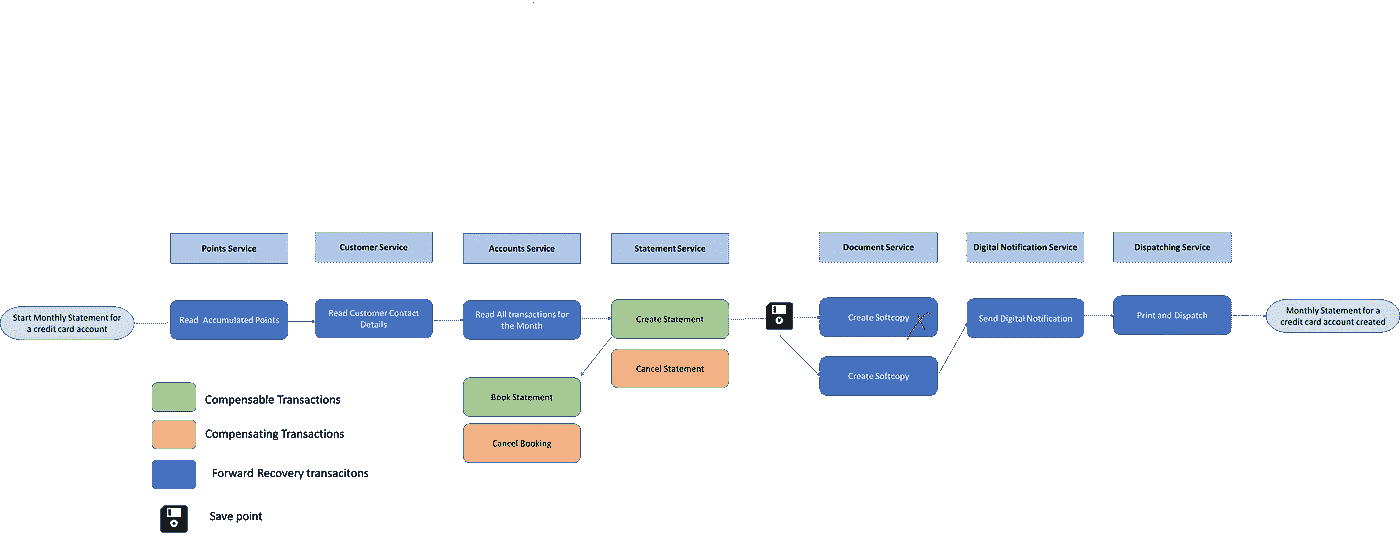 Points Service
Customer Service
Accounts Service
Statement Service
Document Service
Digital Notification Service
Dispatching Service
Start Monthly Statement for
a credit card account
Read Accumulated Points
Read Customer Contact
Details
Read All transactions for
the Month
Create Statement
Create Softcopy
Send Digital Notification
Print and Dispatch
Monthly Statement for a
credit card account created
Cancel Statement
Create Softcopy
Book Statement
Cancel Booking
Compensable Transactions
Compensating Transactions
Forward Recovery transacitons
Save point